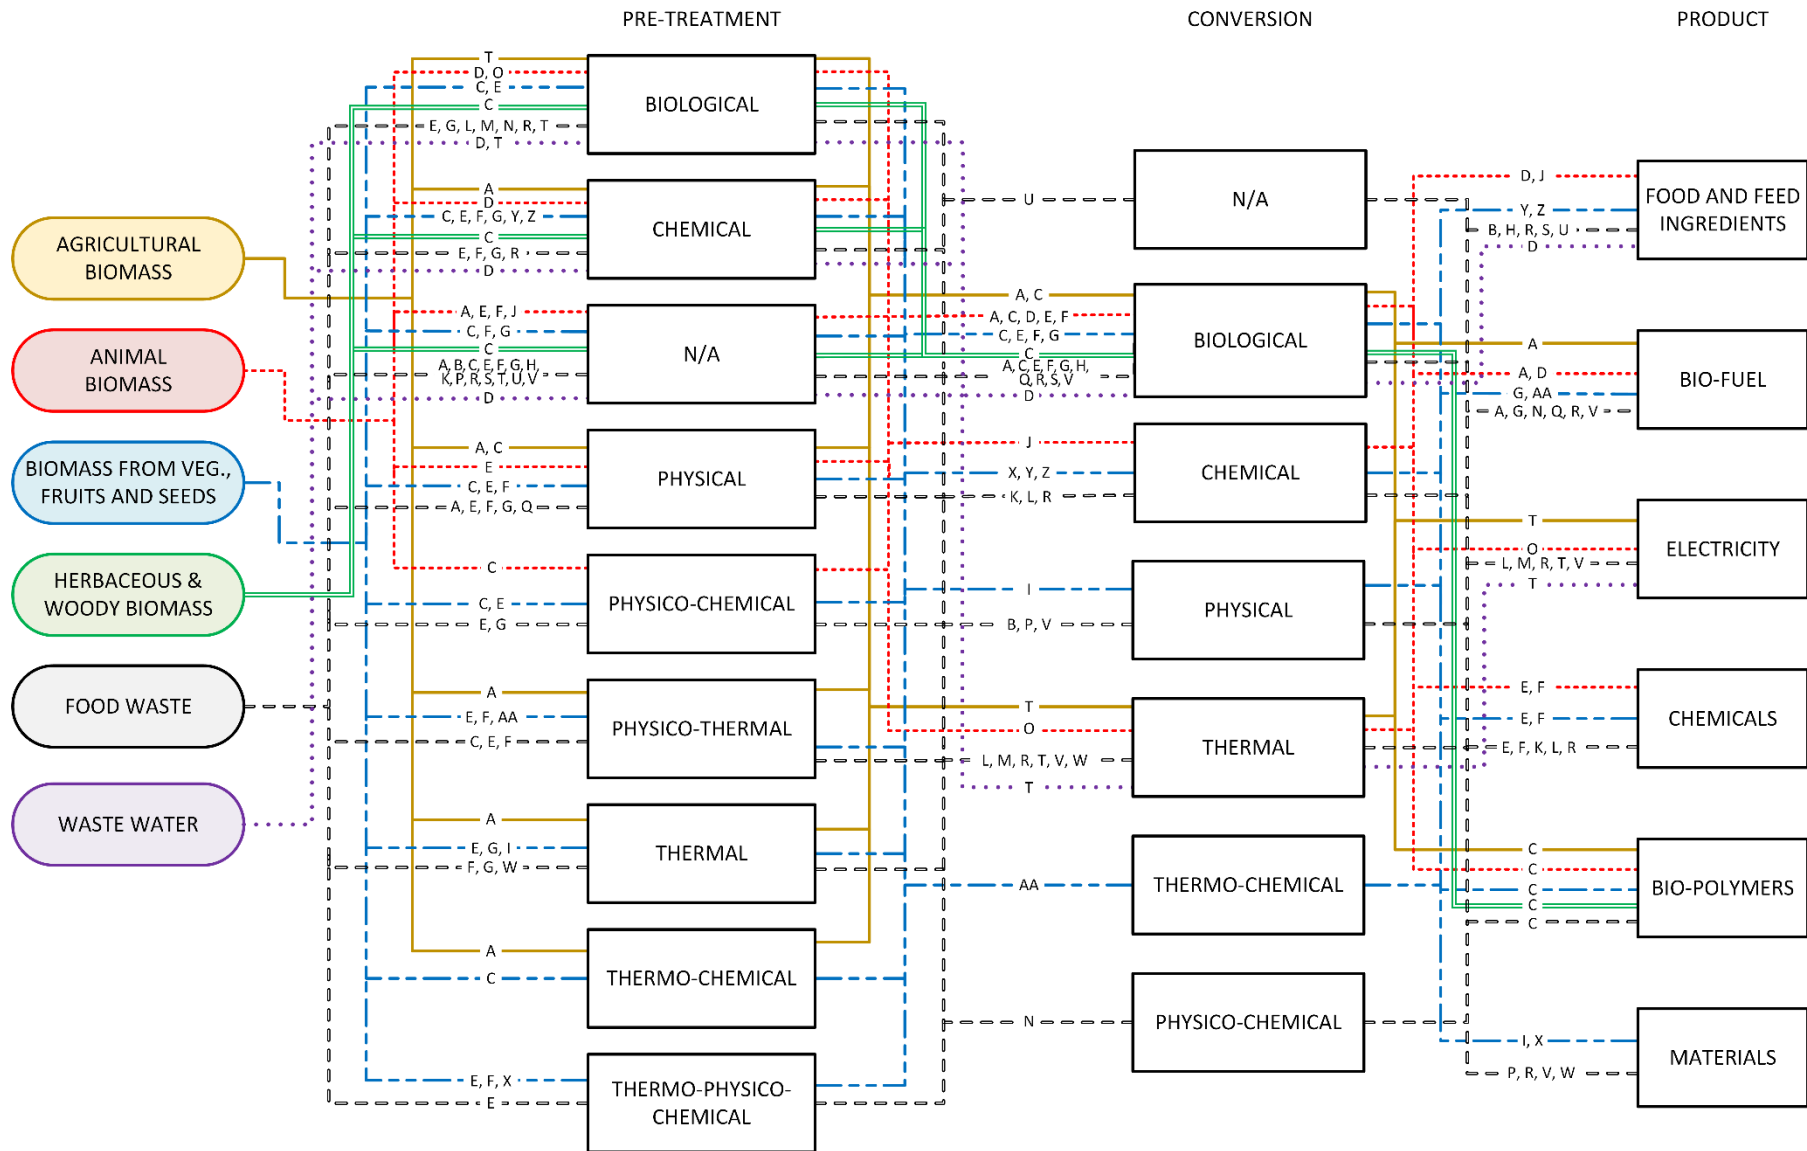 PRE-TREATMENT
CONVERSION
PRODUCT
AGRICULTURAL
BIOMASS
ANIMAL
BIOMASS
BIOMASS FROM VEG.,
FRUITS AND SEEDS
HERBACEOUS &
WOODY BIOMASS
FOOD WASTE
WASTE WATER
T
D, O
C, E
C
E, G, L, M, N, R, T
D, T
BIOLOGICAL
A
D
C, E, F, G, Y, Z
C
E, F, G, R
D
CHEMICAL
A, E, F, J
C, F, G
C
A, B, C, E, F, G, H,
K, P, R, S, T, U, V
D
N/A
A, C
E
C, E, F
A, E, F, G, Q
PHYSICAL
C
C, E
E, G
PHYSICO-CHEMICAL
A
E, F, AA
C, E, F
PHYSICO-THERMAL
A
E, G, I
F, G, W
THERMAL
A
C
THERMO-CHEMICAL
E, F, X
E
THERMO-PHYSICO-
CHEMICAL
U
N/A
A, C
A, C, D, E, F
C, E, F, G
C
A, C, E, F, G, H,
Q, R, S, V
D
BIOLOGICAL
J
X, Y, Z
K, L, R
CHEMICAL
I
B, P, V
PHYSICAL
T
O
L, M, R, T, V, W
T
THERMAL
AA
THERMO-CHEMICAL
N
PHYSICO-CHEMICAL
D, J
Y, Z
B, H, R, S, U
D
FOOD AND FEED
INGREDIENTS
A
A, D
G, AA
A, G, N, Q, R, V
BIO-FUEL
T
O
L, M, R, T, V
T
ELECTRICITY
E, F
E, F
E, F, K, L, R
CHEMICALS
C
C
C
C
C
BIO-POLYMERS
I, X
P, R, V, W
MATERIALS